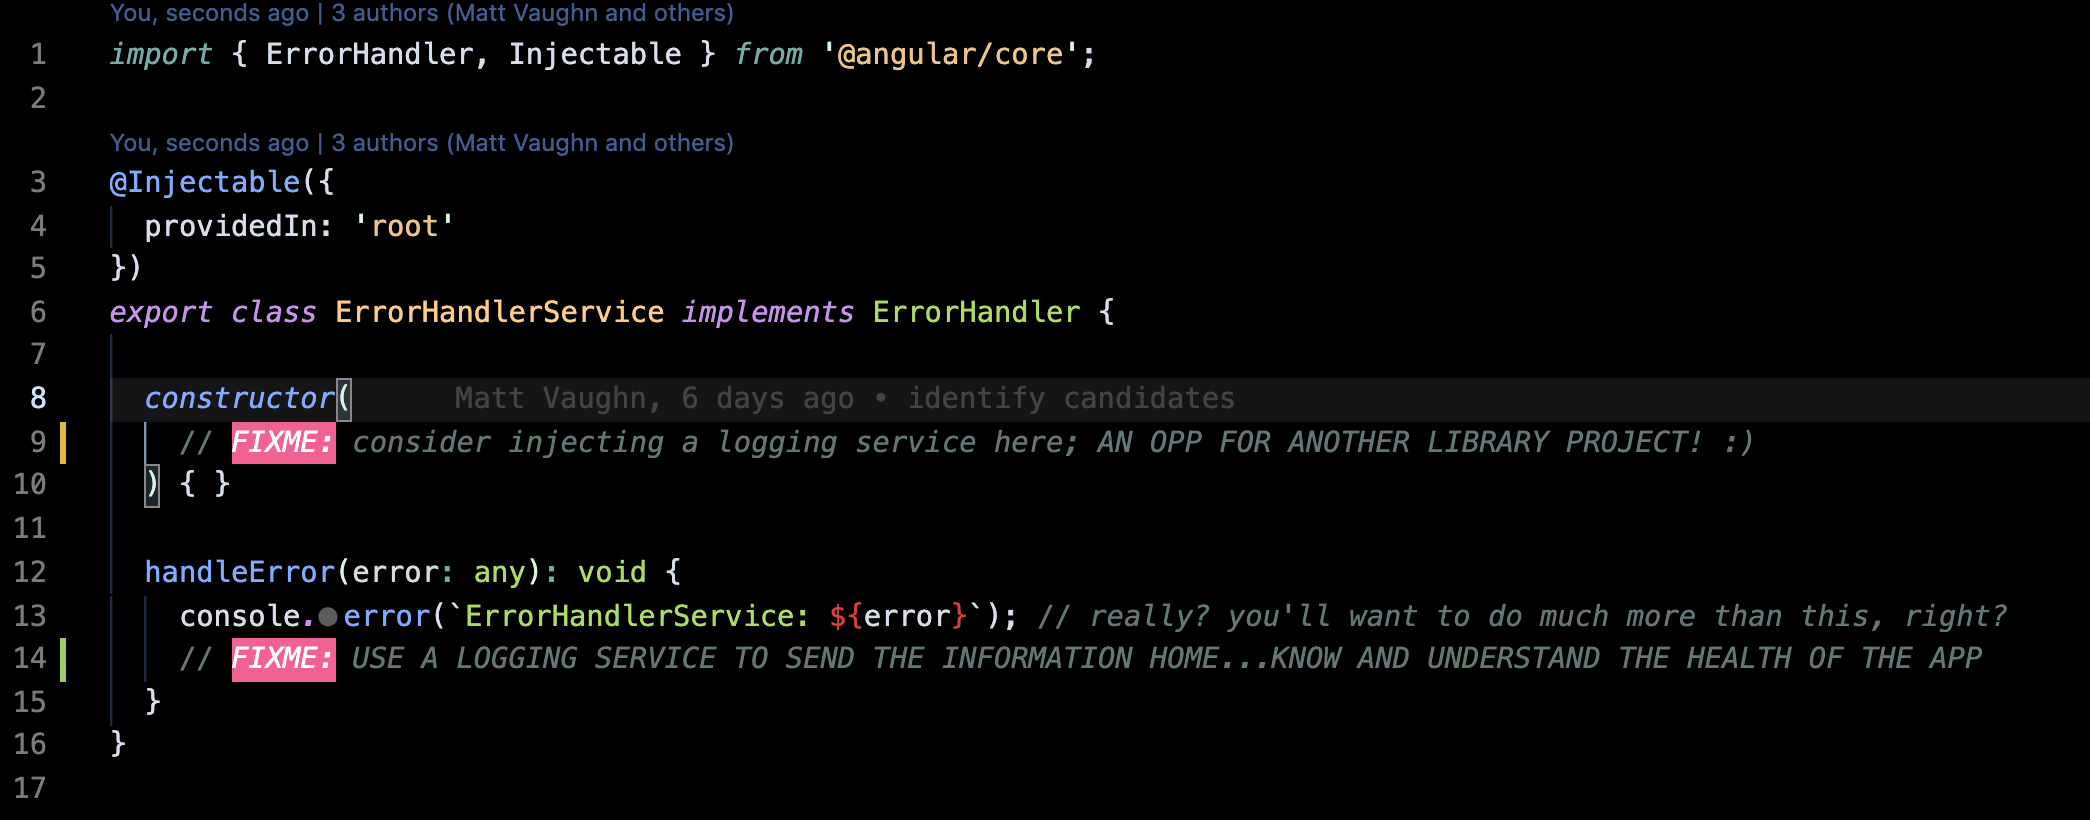 You, seconds ago | 3 authors (Matt Vaughn and others)
1 import { ErrorHandler, Injectable } from '@angular/core';
2
You, seconds ago | 3 authors (Matt Vaughn and others)
3 @Injectable({
4 providedIn: 'root'
5 })
6 export class ErrorHandlerService implements ErrorHandler {
7
8 constructor( Matt Vaughn, 6 days ago • identify candidates
9 // FIXME: consider injecting a logging service here; AN OPP FOR ANOTHER LIBRARY PROJECT! :)
10 ) { }
11
12 handleError(error: any): void {
13 console.error(`ErrorHandlerService: ${error}`); // really? you'll want to do much more than this, right?
14 // FIXME: USE A LOGGING SERVICE TO SEND THE INFORMATION HOME...KNOW AND UNDERSTAND THE HEALTH OF THE APP
15 }
16 }
17